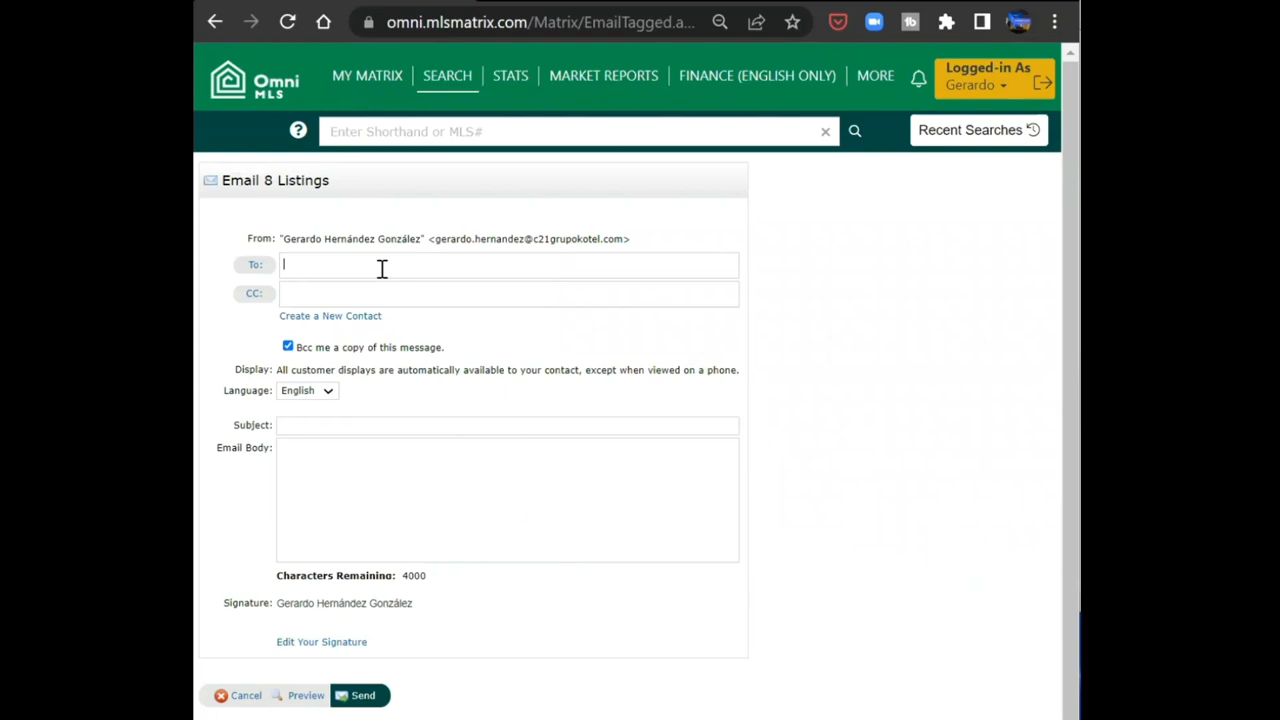 omni.mlsmatrix.com/Matrix/EmailTagged.a...
Omni MLS
MY MATRIX SEARCH STATS MARKET REPORTS FINANCE (ENGLISH ONLY) MORE
Logged-in As
Gerardo
Enter Shorthand or MLS#
Recent Searches
Email 8 Listings
From: "Gerardo Hernández González" <gerardo.hernandez@c21grupokotel.com>
To:
CC:
Create a New Contact
Bcc me a copy of this message.
Display: All customer displays are automatically available to your contact, except when viewed on a phone.
Language: English
Subject:
Email Body:
Characters Remaining: 4000
Signature: Gerardo Hernández González
Edit Your Signature
Cancel Preview Send